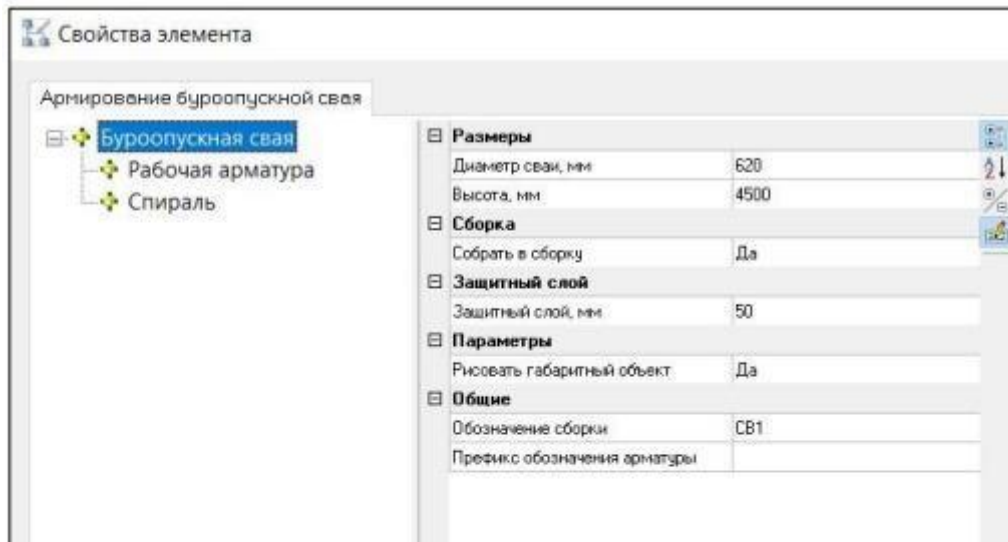 Свойства элемента
Армирование буроопускной свая
Буроопускная свая
Рабочая арматура
Спираль
Размеры
Диаметр сваи, мм 620
Высота, мм 4500
Сборка
Собрать в сборку Да
Защитный слой
Защитный слой, мм 50
Параметры
Рисовать габаритный объект Да
Общие
Обозначение сборки СВ1
Префикс обозначения арматуры